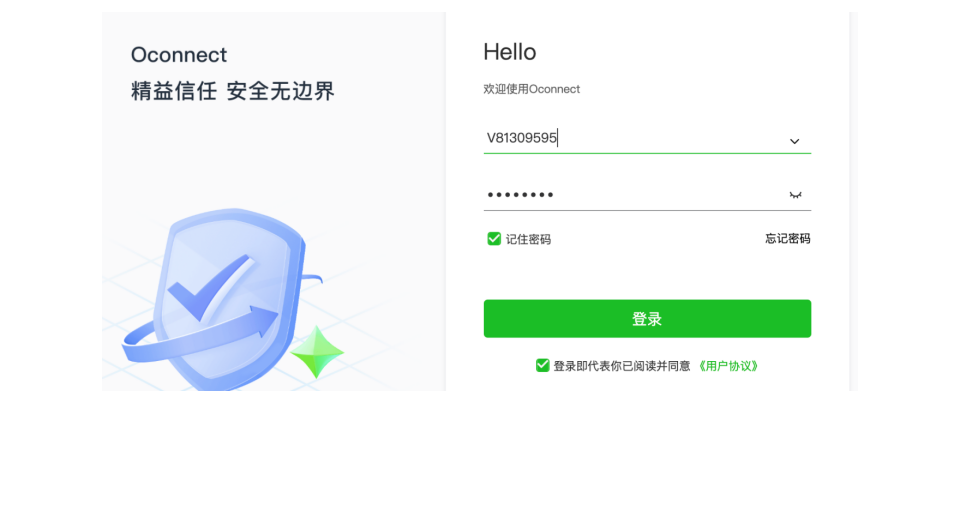 Oconnect
精益信任 安全无边界
Hello
欢迎使用Oconnect
V81309595
••••••••
记住密码
忘记密码
登录
登录即代表你已阅读并同意 《用户协议》